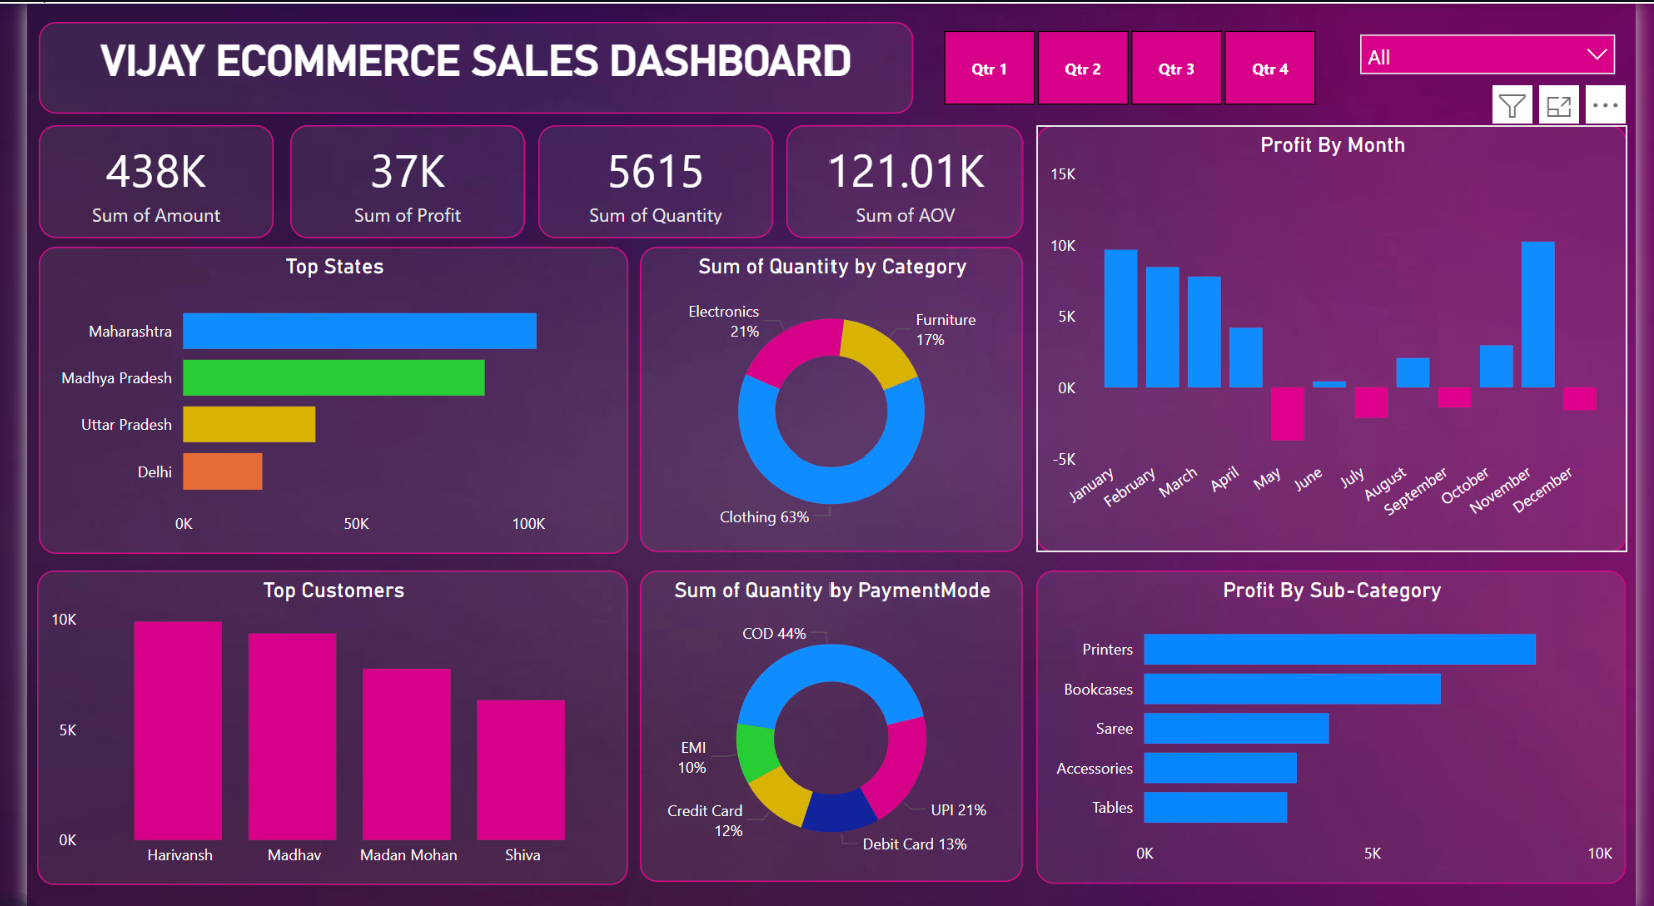 VIJAY ECOMMERCE SALES DASHBOARD
Qtr 1
Qtr 2
Qtr 3
Qtr 4
All
438K
Sum of Amount
37K
Sum of Profit
5615
Sum of Quantity
121.01K
Sum of AOV
Profit By Month
15K
10K
5K
0K
-5K
January
February
March
April
May
June
July
August
September
October
November
December
Top States
Maharashtra
Madhya Pradesh
Uttar Pradesh
Delhi
0K
50K
100K
Sum of Quantity by Category
Electronics
21%
Furniture
17%
Clothing 63%
Top Customers
10K
5K
0K
Harivansh
Madhav
Madan Mohan
Shiva
Sum of Quantity by PaymentMode
COD 44%
EMI
10%
Credit Card
12%
UPI 21%
Debit Card 13%
Profit By Sub-Category
Printers
Bookcases
Saree
Accessories
Tables
0K
5K
10K